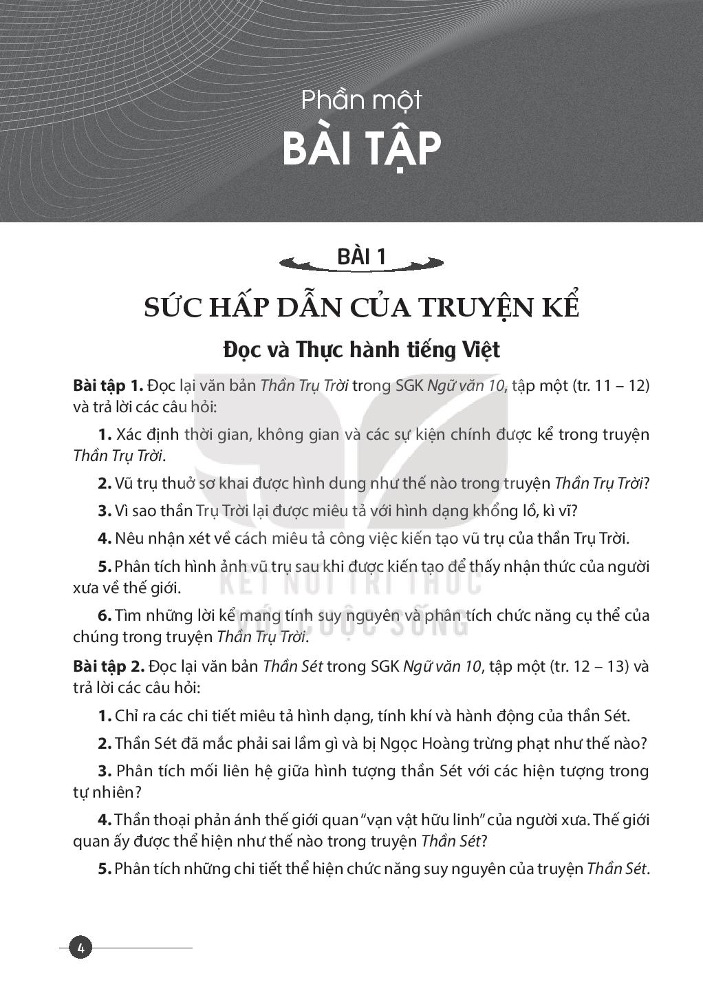 Phần một
BÀI TẬP
BÀI 1
SỨC HẤP DẪN CỦA TRUYỆN KỂ
Đọc và Thực hành tiếng Việt
Bài tập 1. Đọc lại văn bản Thần Trụ Trời trong SGK Ngữ văn 10, tập một (tr. 11 – 12)
và trả lời các câu hỏi:
1. Xác định thời gian, không gian và các sự kiện chính được kể trong truyện
Thần Trụ Trời.
2. Vũ trụ thuở sơ khai được hình dung như thế nào trong truyện Thần Trụ Trời?
3. Vì sao thần Trụ Trời lại được miêu tả với hình dạng khổng lồ, kì vĩ?
4. Nêu nhận xét về cách miêu tả công việc kiến tạo vũ trụ của thần Trụ Trời.
5. Phân tích hình ảnh vũ trụ sau khi được kiến tạo để thấy nhận thức của người
xưa về thế giới.
KẾT NỐI TRI THỨC
6. Tìm những lời kể mang tính suy nguyên và phân tích chức năng cụ thể của
VỚI CUỘC SỐNG
chúng trong truyện Thần Trụ Trời.
Bài tập 2. Đọc lại văn bản Thần Sét trong SGK Ngữ văn 10, tập một (tr. 12 – 13) và
trả lời các câu hỏi:
1. Chỉ ra các chi tiết miêu tả hình dạng, tính khí và hành động của thần Sét.
2. Thần Sét đã mắc phải sai lầm gì và bị Ngọc Hoàng trừng phạt như thế nào?
3. Phân tích mối liên hệ giữa hình tượng thần Sét với các hiện tượng trong
tự nhiên?
4. Thần thoại phản ánh thế giới quan “vạn vật hữu linh” của người xưa. Thế giới
quan ấy được thể hiện như thế nào trong truyện Thần Sét?
5. Phân tích những chi tiết thể hiện chức năng suy nguyên của truyện Thần Sét.
4